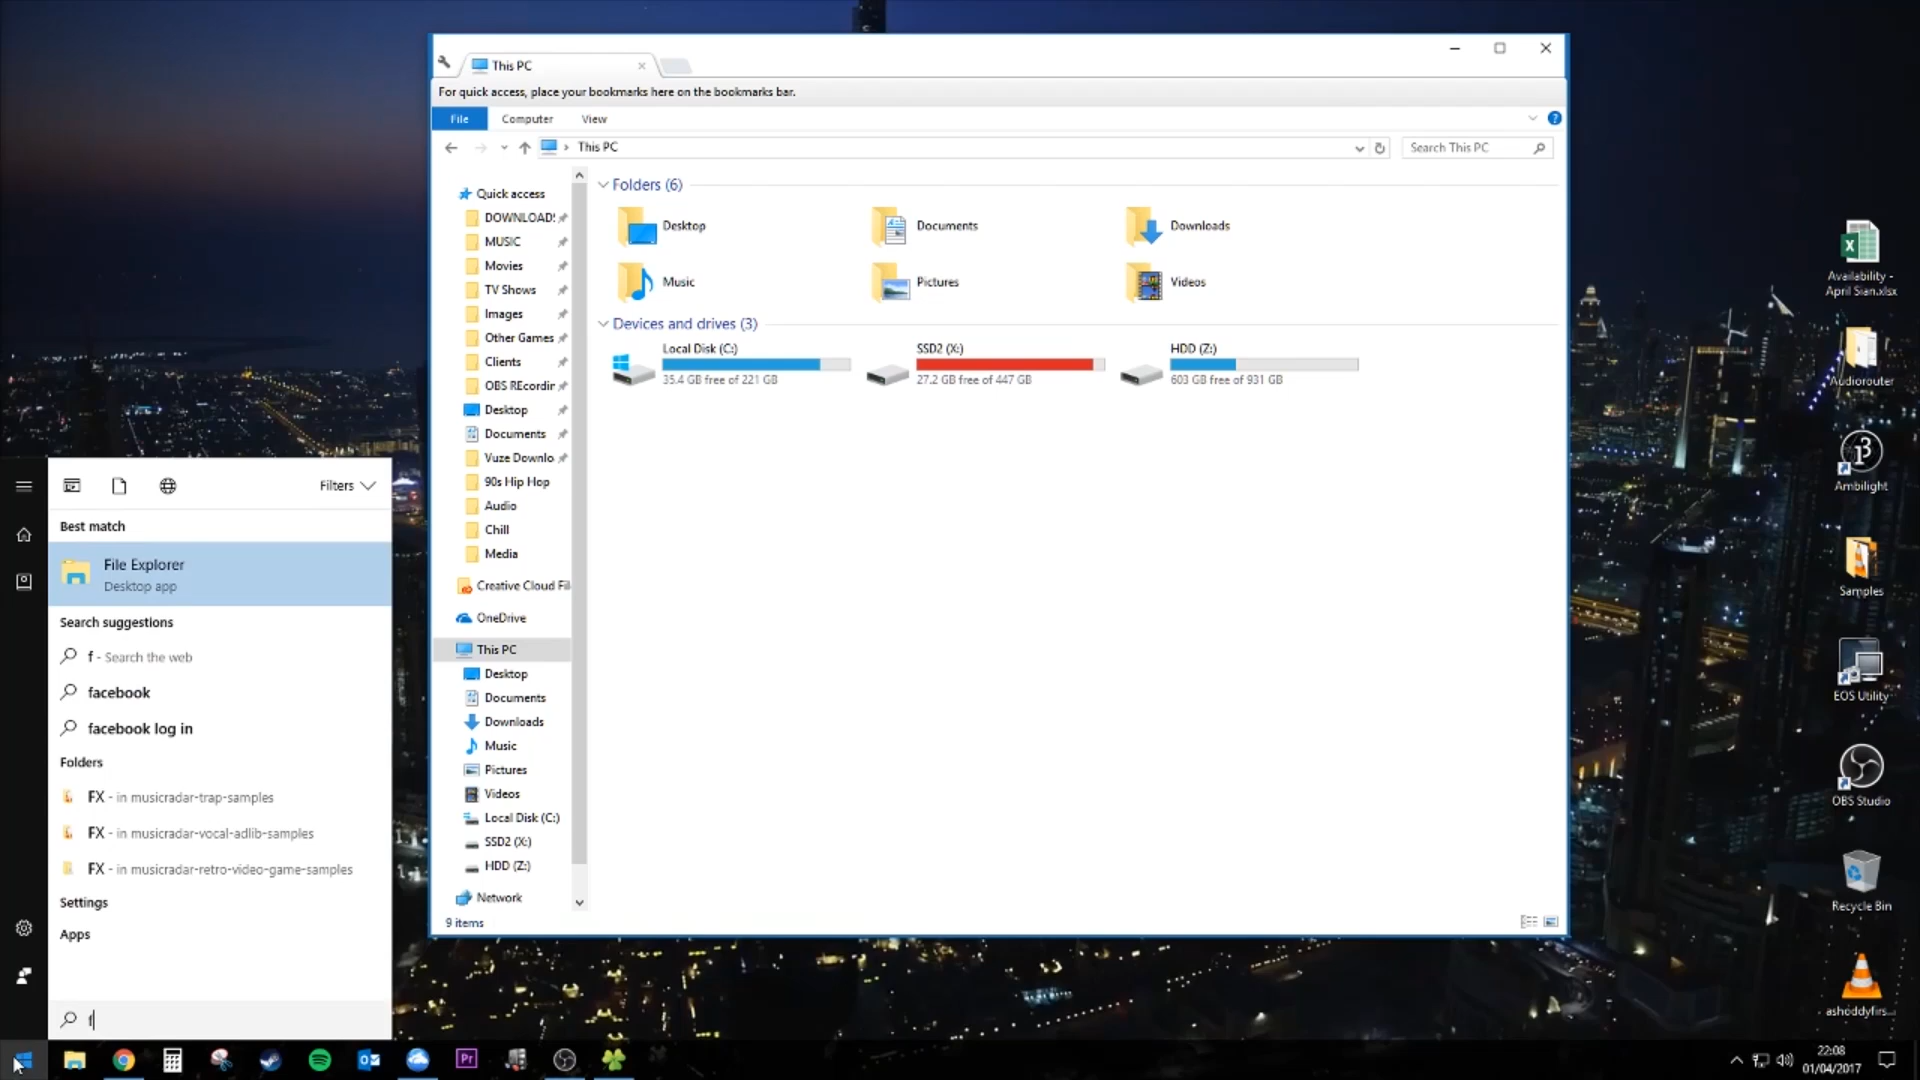 This PC
For quick access, place your bookmarks here on the bookmarks bar.
File
Computer
View
This PC
Search This PC
Quick access
DOWNLOADS
MUSIC
Movies
TV Shows
Images
Other Games
Clients
OBS REcordin
Desktop
Documents
Vuze Downlo
90s Hip Hop
Audio
Chill
Media
Creative Cloud Fil
OneDrive
This PC
Desktop
Documents
Downloads
Music
Pictures
Videos
Local Disk (C:)
SSD2 (X:)
HDD (Z:)
Network
9 items
Folders (6)
Desktop
Documents
Downloads
Music
Pictures
Videos
Devices and drives (3)
Local Disk (C:)
35.4 GB free of 221 GB
SSD2 (X:)
27.2 GB free of 447 GB
HDD (Z:)
603 GB free of 931 GB
Filters
Best match
File Explorer
Desktop app
Search suggestions
f - Search the web
facebook
facebook log in
Folders
FX - in musicradar-trap-samples
FX - in musicradar-vocal-adlib-samples
FX - in musicradar-retro-video-game-samples
Settings
Apps
f
Availability -
April Sian.xlsx
Audiorouter
Ambilight
Samples
EOS Utility
OBS Studio
Recycle Bin
ashoddyfirs...
Pr
22:08
01/04/2017